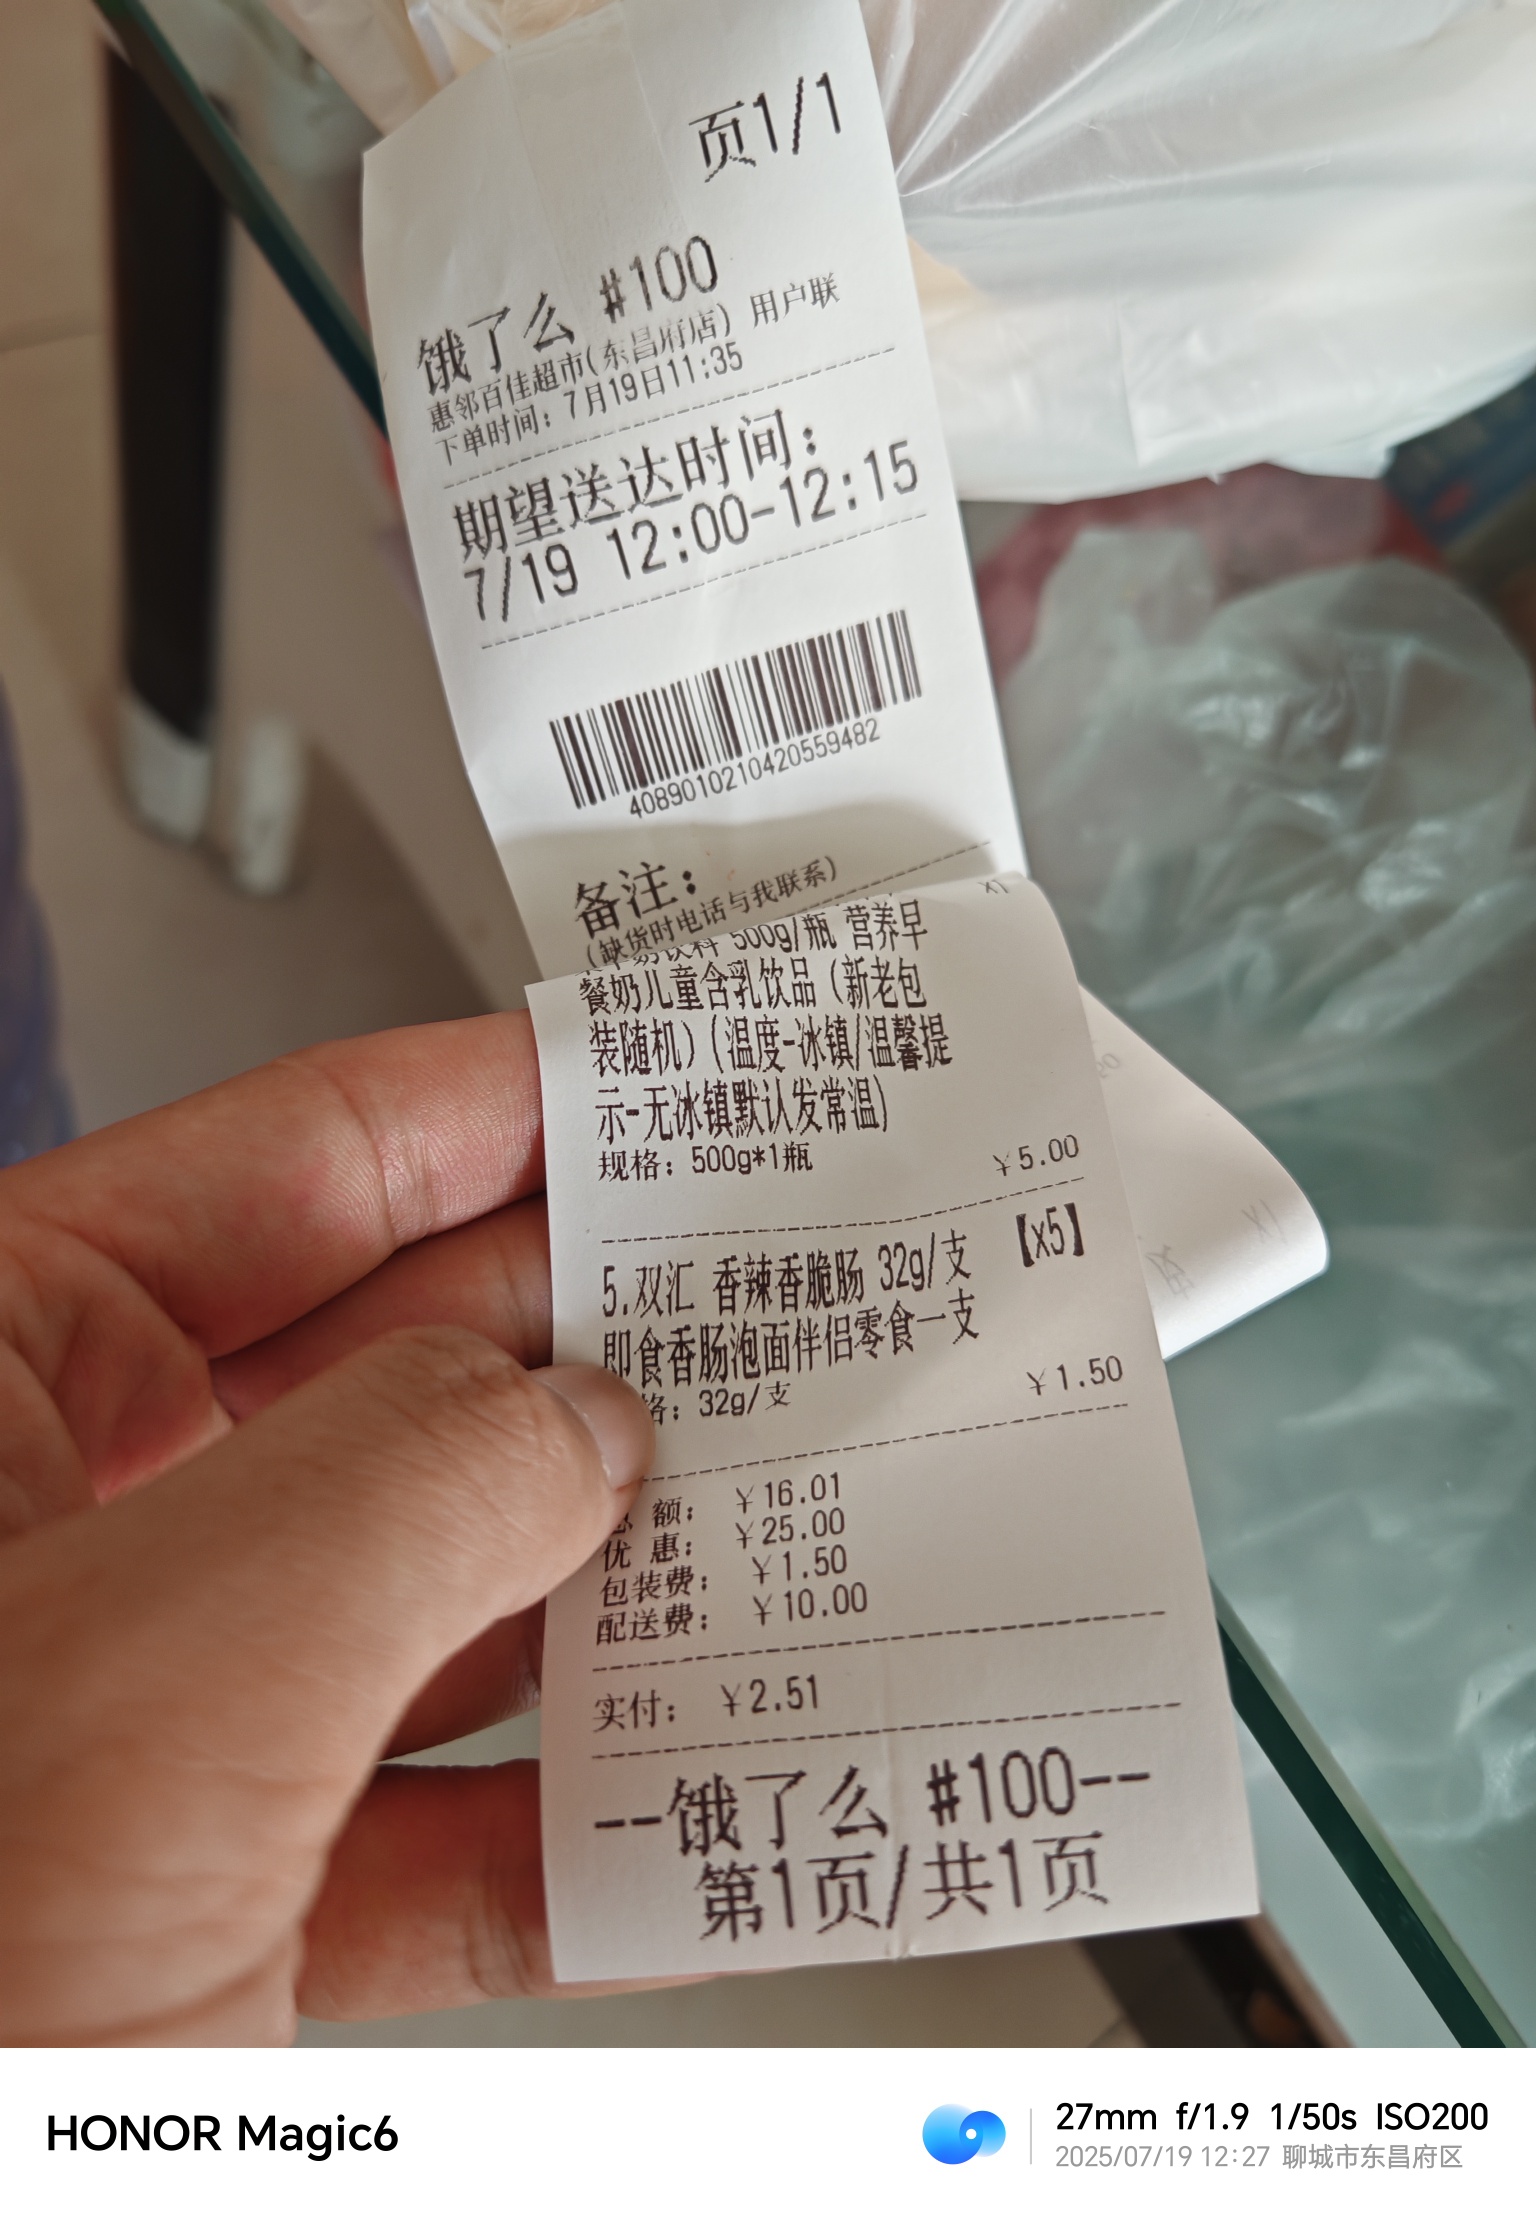 页1/1
饿了么 #100
惠邻百佳超市(东昌府店) 用户联
下单时间: 7月19日11:35
期望送达时间:
7/19 12:00-12:15
408901021042055​9482
备注:
(缺货时电话与我联系)
奶饮料 500g/瓶 营养早
餐奶儿童含乳饮品(新老包
装随机)(温度-冰镇/温馨提
示-无冰镇默认发常温)
规格: 500g*1瓶
¥5.00
5.双汇 香辣香脆肠 32g/支 【x5】
即食香肠泡面伴侣零食一支
格: 32g/支
¥1.50
额: ¥16.01
优 惠: ¥25.00
包装费: ¥1.50
配送费: ¥10.00
实付: ¥2.51
--饿了么 #100--
第1页/共1页
HONOR Magic6
27mm f/1.9 1/50s ISO200
2025/07/19 12:27 聊城市东昌府区